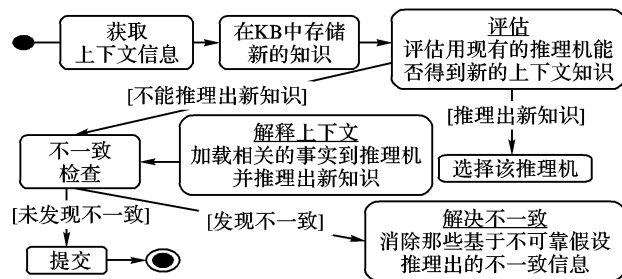 获取
上下文信息
在KB中存储
新的知识
评估
评估用现有的推理机能
否得到新的上下文知识
[不能推理出新知识]
[推理出新知识]
不一致
检查
解释上下文
加载相关的事实到推理机
并推理出新知识
选择该推理机
[未发现不一致]
[发现不一致]
提交
解决不一致
消除那些基于不可靠假设
推理出的不一致信息